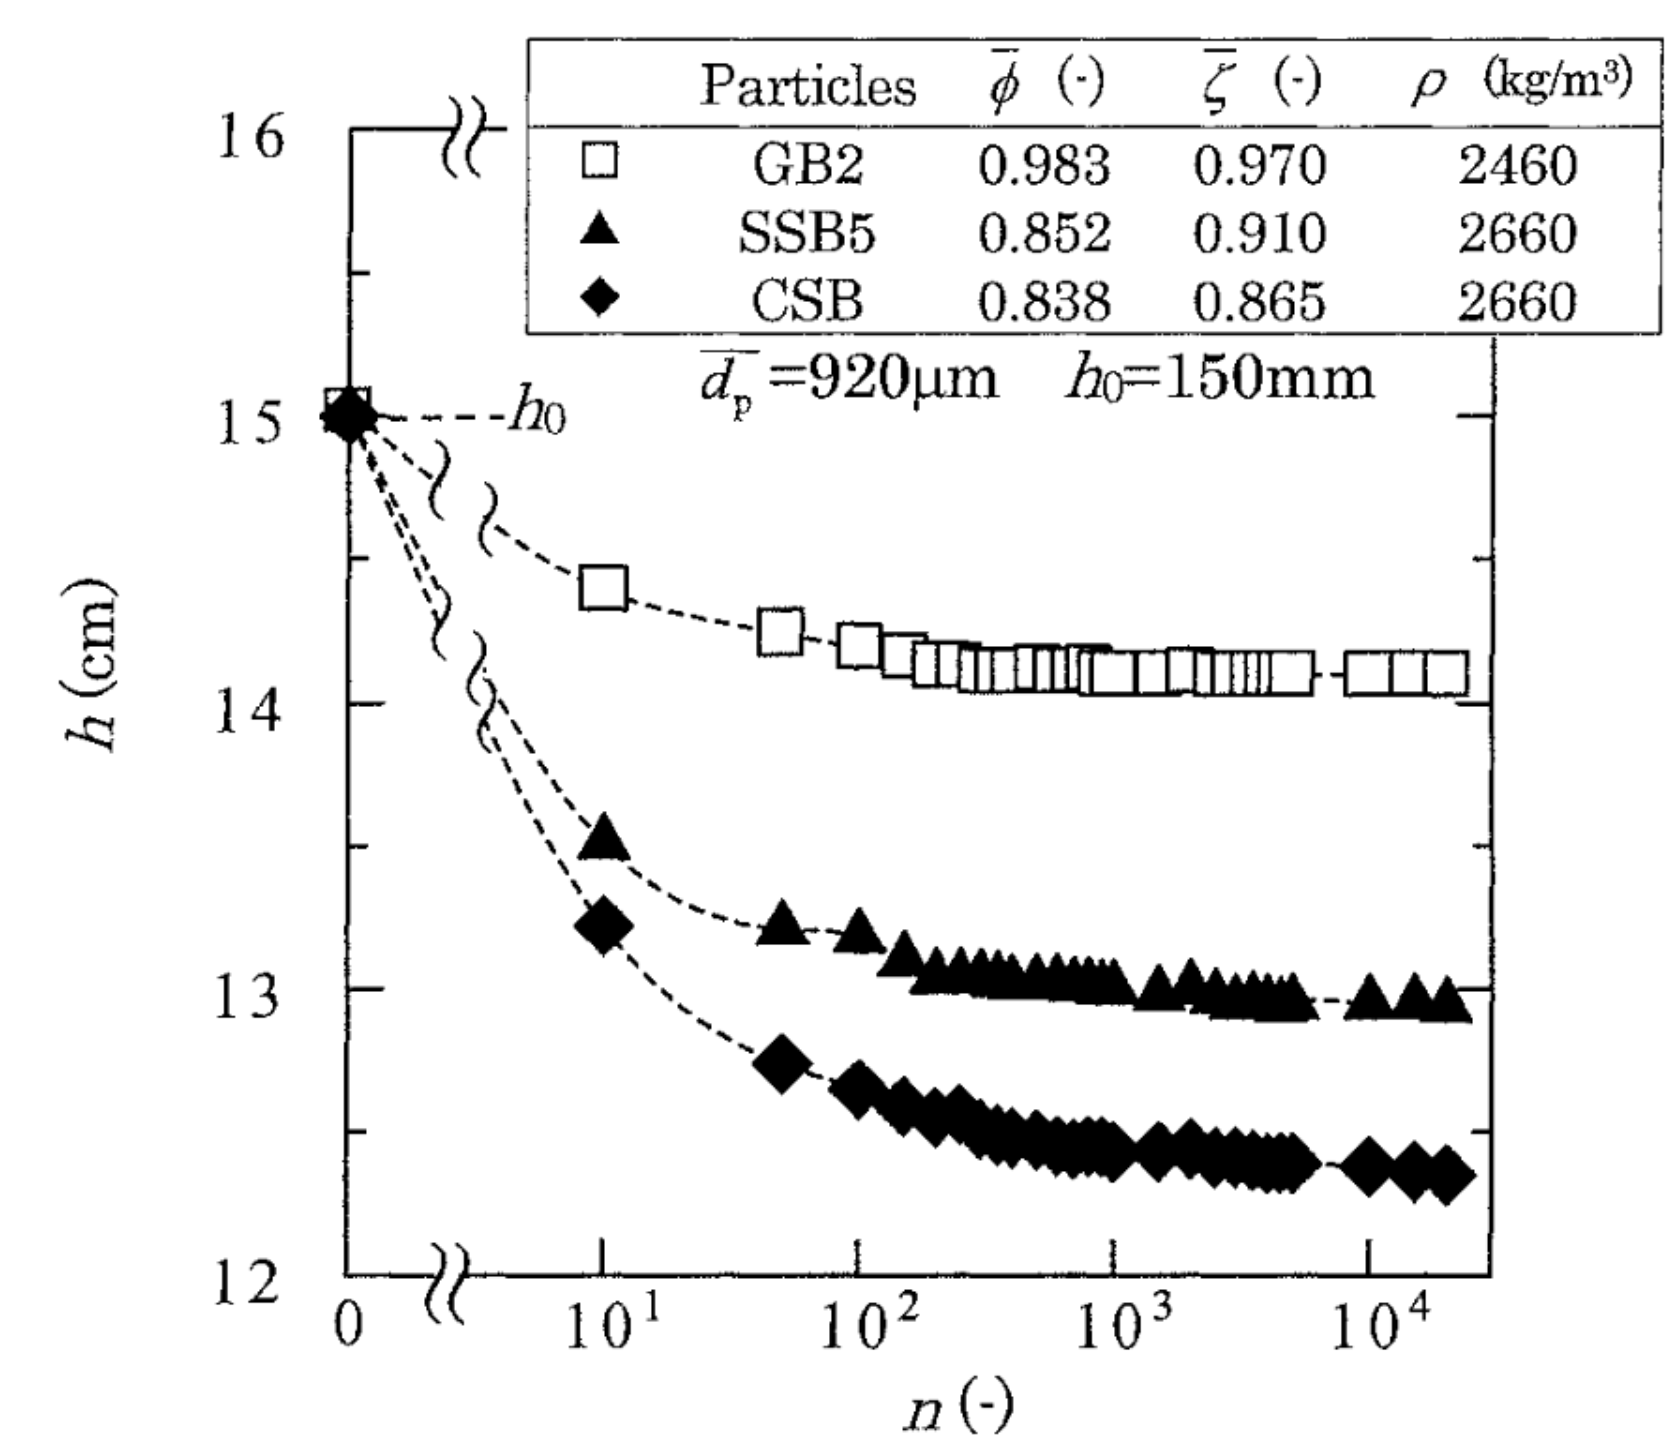 Particles ϕ̄ (-) ζ̄ (-) ρ (kg/m³)
GB2 0.983 0.970 2460
SSB5 0.852 0.910 2660
CSB 0.838 0.865 2660
d̄ₚ=920μm h₀=150mm
h₀
16
15
14
13
12
h (cm)
0 10¹ 10² 10³ 10⁴
n (-)